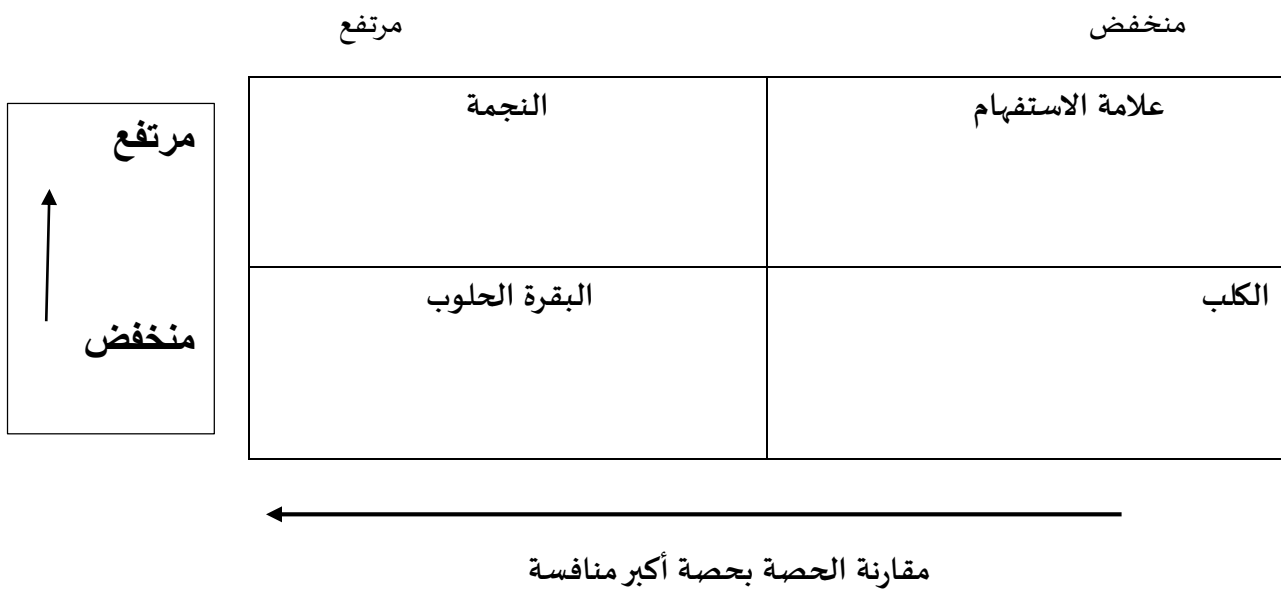 منخفض مرتفع
علامة الاستفهام النجمة
مرتفع
الكلب البقرة الحلوب
منخفض
مقارنة الحصة بحصة أكبر منافسة